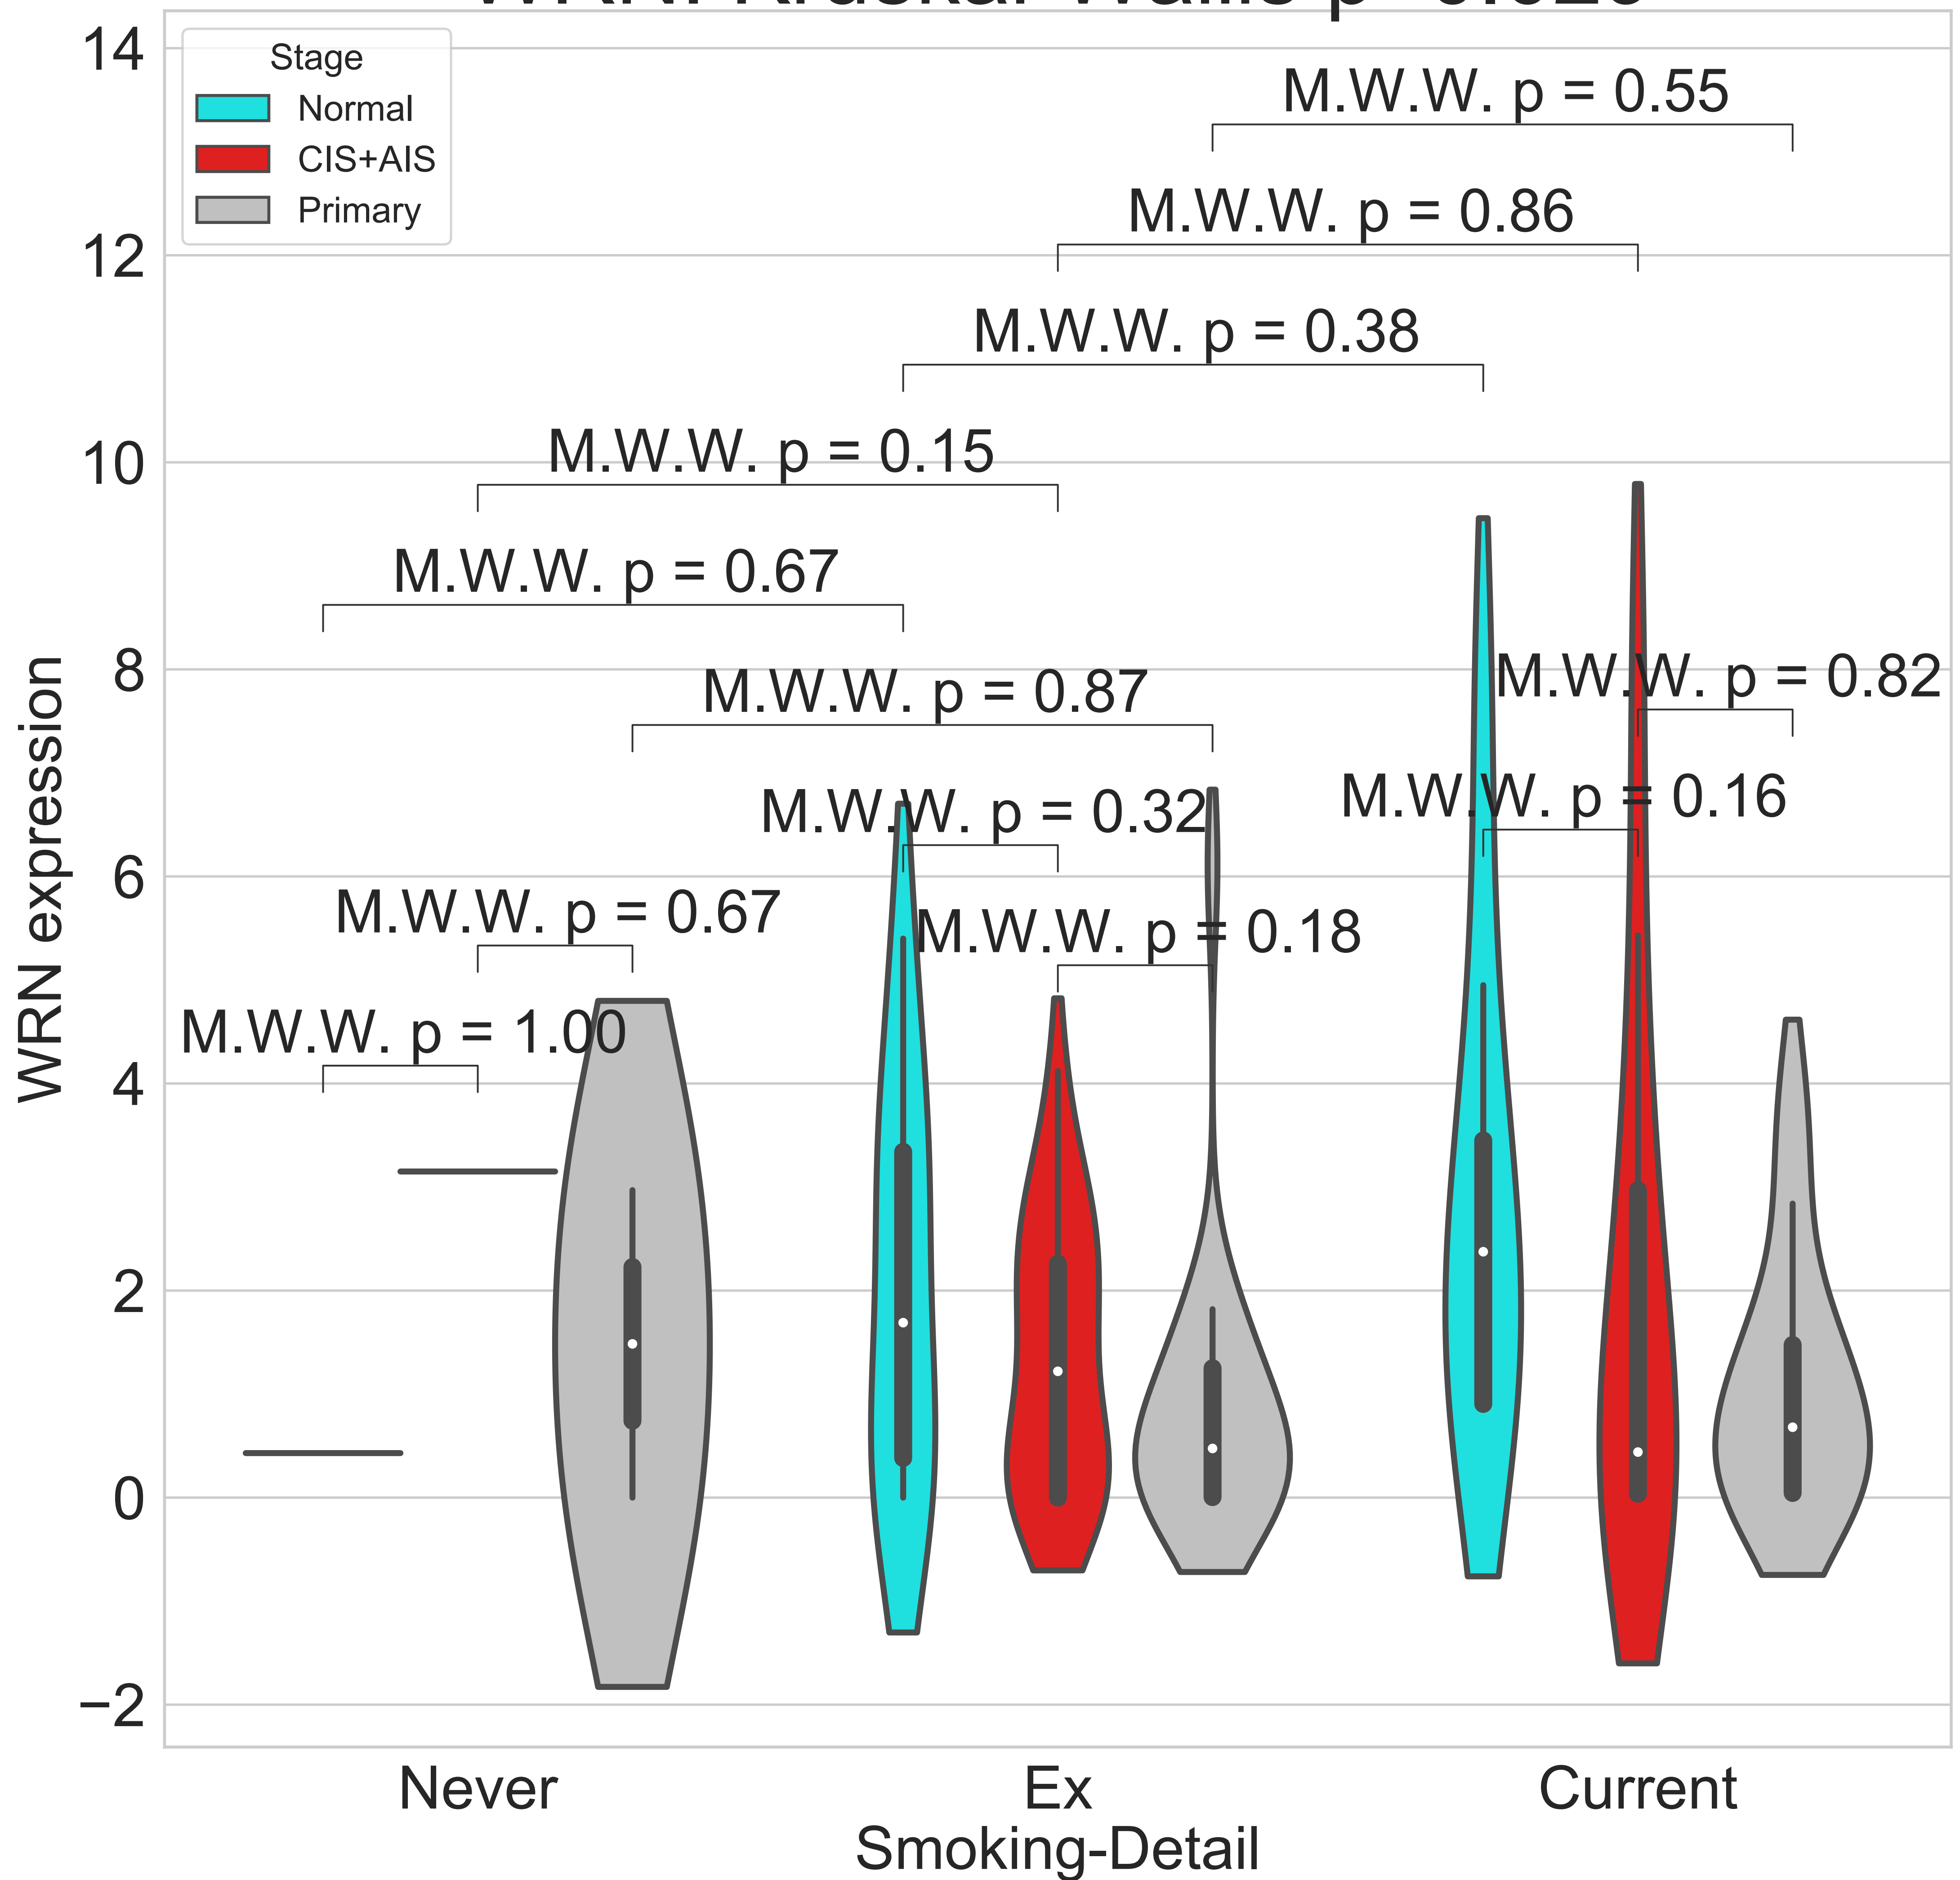 14
12
10
8
6
4
2
0
−2
WRN expression
Stage
Normal
CIS+AIS
Primary
M.W.W. p = 0.55
M.W.W. p = 0.86
M.W.W. p = 0.38
M.W.W. p = 0.15
M.W.W. p = 0.67
M.W.W. p = 0.87
M.W.W. p = 0.82
M.W.W. p = 0.32
M.W.W. p = 0.16
M.W.W. p = 0.67
M.W.W. p = 0.18
M.W.W. p = 1.00
Never
Ex
Current
Smoking-Detail